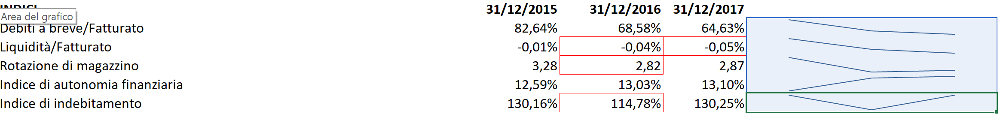 INDICI 31/12/2015 31/12/2016 31/12/2017
Area del grafico
Debiti a breve/Fatturato 82,64% 68,58% 64,63%
Liquidità/Fatturato -0,01% -0,04% -0,05%
Rotazione di magazzino 3,28 2,82 2,87
Indice di autonomia finanziaria 12,59% 13,03% 13,10%
Indice di indebitamento 130,16% 114,78% 130,25%